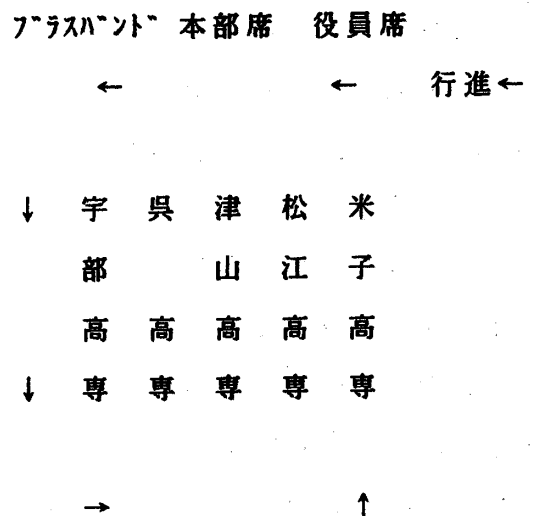 ﾌﾞﾗｽﾊﾞﾝﾄﾞ 本部席 役員席
← ← 行進←
↓ 宇 呉 津 松 米
部 山 江 子
高 高 高 高 高
↓ 専 専 専 専 専
→ ↑